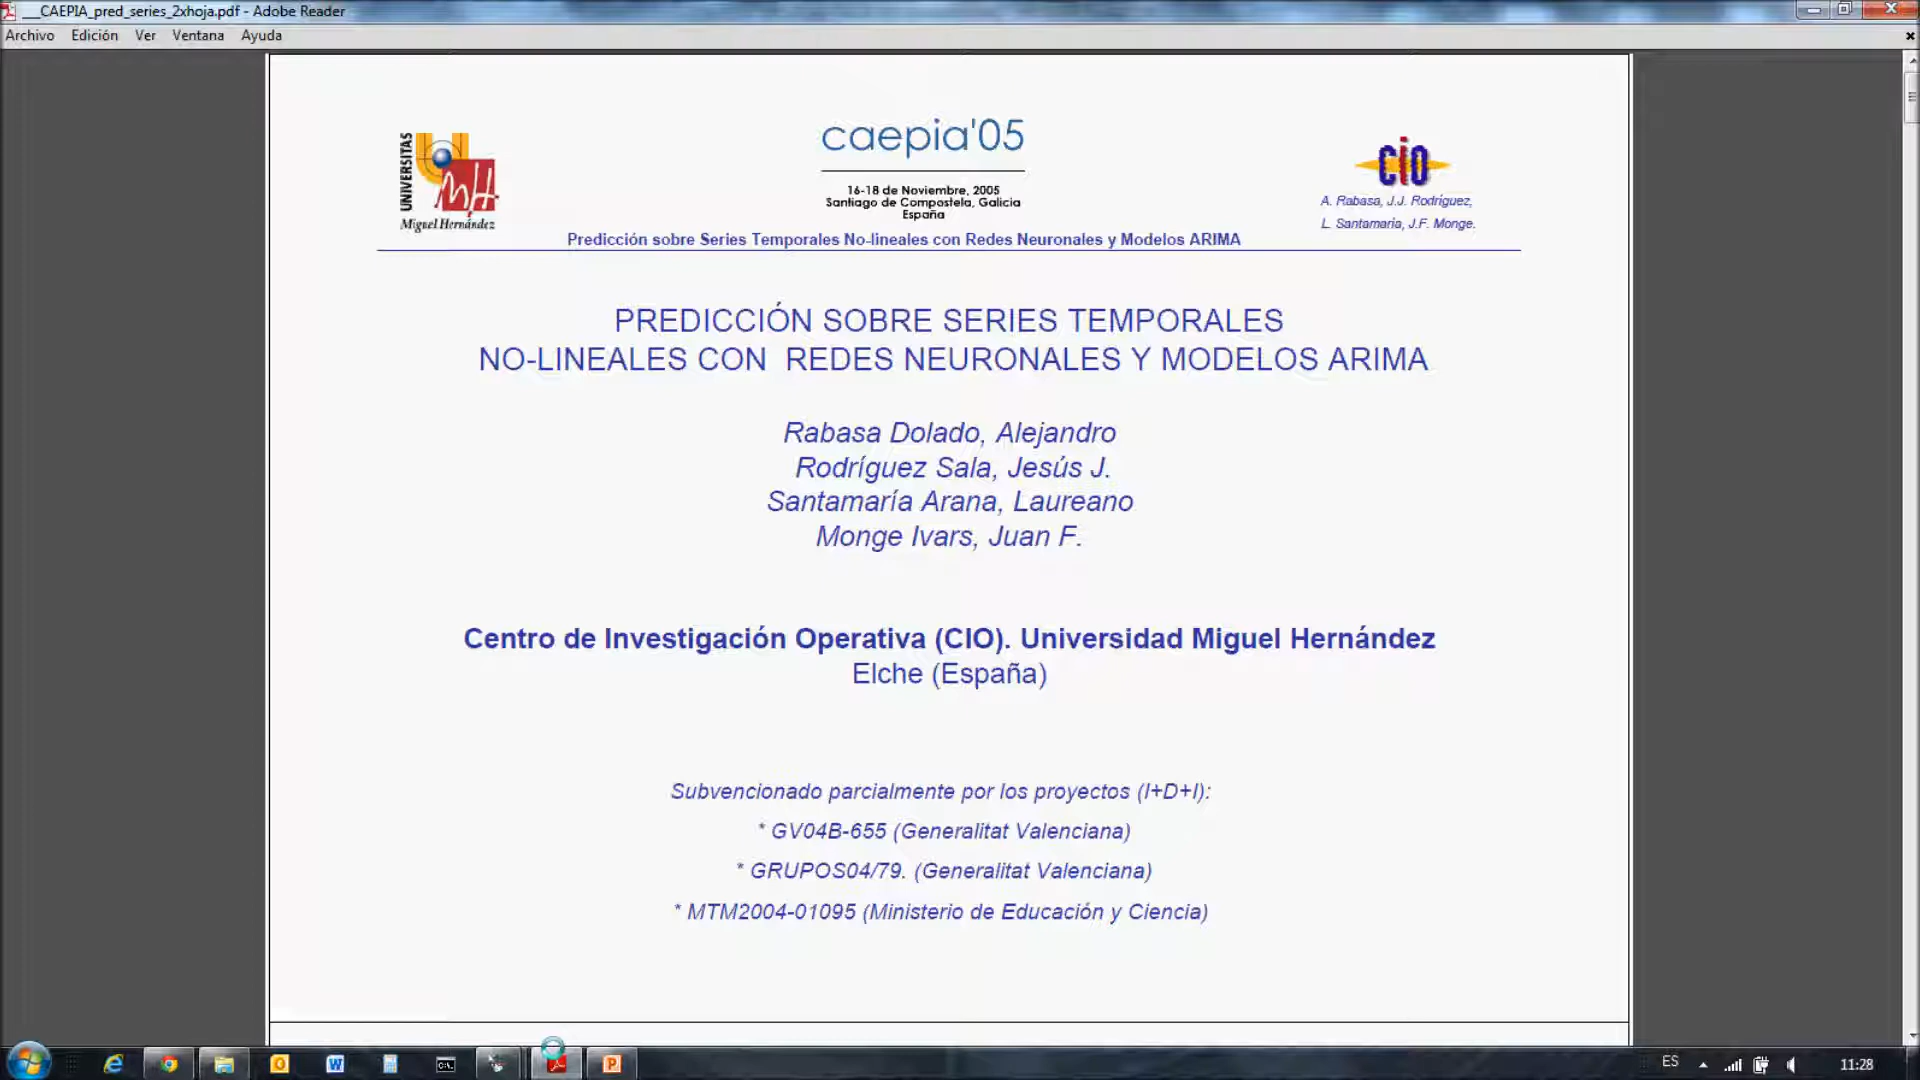 ___CAEPIA_pred_series_2xhoja.pdf - Adobe Reader
Archivo Edición Ver Ventana Ayuda
UNIVERSITAS
Miguel Hernández
caepia'05
16-18 de Noviembre, 2005
Santiago de Compostela, Galicia
España
CIO
A. Rabasa, J.J. Rodríguez,
L. Santamaría, J.F. Monge.
Predicción sobre Series Temporales No-lineales con Redes Neuronales y Modelos ARIMA
PREDICCIÓN SOBRE SERIES TEMPORALES
NO-LINEALES CON REDES NEURONALES Y MODELOS ARIMA
Rabasa Dolado, Alejandro
Rodríguez Sala, Jesús J.
Santamaría Arana, Laureano
Monge Ivars, Juan F.
Centro de Investigación Operativa (CIO). Universidad Miguel Hernández
Elche (España)
Subvencionado parcialmente por los proyectos (I+D+I):
* GV04B-655 (Generalitat Valenciana)
* GRUPOS04/79. (Generalitat Valenciana)
* MTM2004-01095 (Ministerio de Educación y Ciencia)
ES 11:28